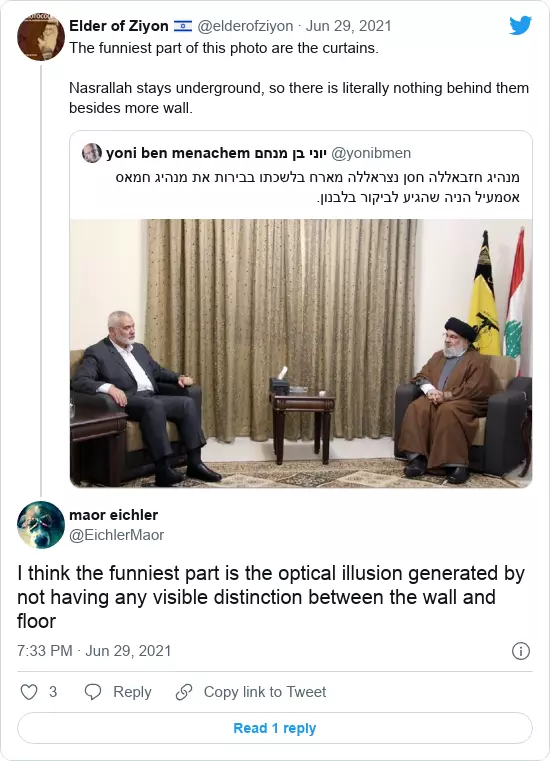 Elder of Ziyon 🇮🇱 @elderofziyon · Jun 29, 2021
The funniest part of this photo are the curtains.
Nasrallah stays underground, so there is literally nothing behind them
besides more wall.
yoni ben menachem יוני בן מנחם @yonibmen
מנהיג חזבאללה חסן נצראללה מארח בלשכתו בבירות את מנהיג חמאס
אסמעיל הניה שהגיע לביקור בלבנון.
maor eichler
@EichlerMaor
I think the funniest part is the optical illusion generated by
not having any visible distinction between the wall and
floor
7:33 PM · Jun 29, 2021
3 Reply Copy link to Tweet
Read 1 reply